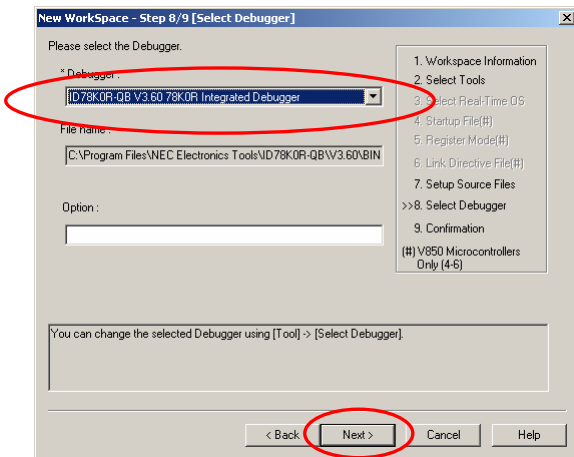 New WorkSpace - Step 8/9 [Select Debugger]
Please select the Debugger.
* Debugger :
ID78K0R-QB V3.60 78K0R Integrated Debugger
File name :
C:\Program Files\NEC Electronics Tools\ID78K0R-QB\V3.60\BIN
Option :
1. Workspace Information
2. Select Tools
3. Select Real-Time OS
4. Startup File(#)
5. Register Mode(#)
6. Link Directive File(#)
7. Setup Source Files
>>8. Select Debugger
9. Confirmation
(#) V850 Microcontrollers
Only (4-6)
You can change the selected Debugger using [Tool] -> [Select Debugger].
< Back
Next >
Cancel
Help